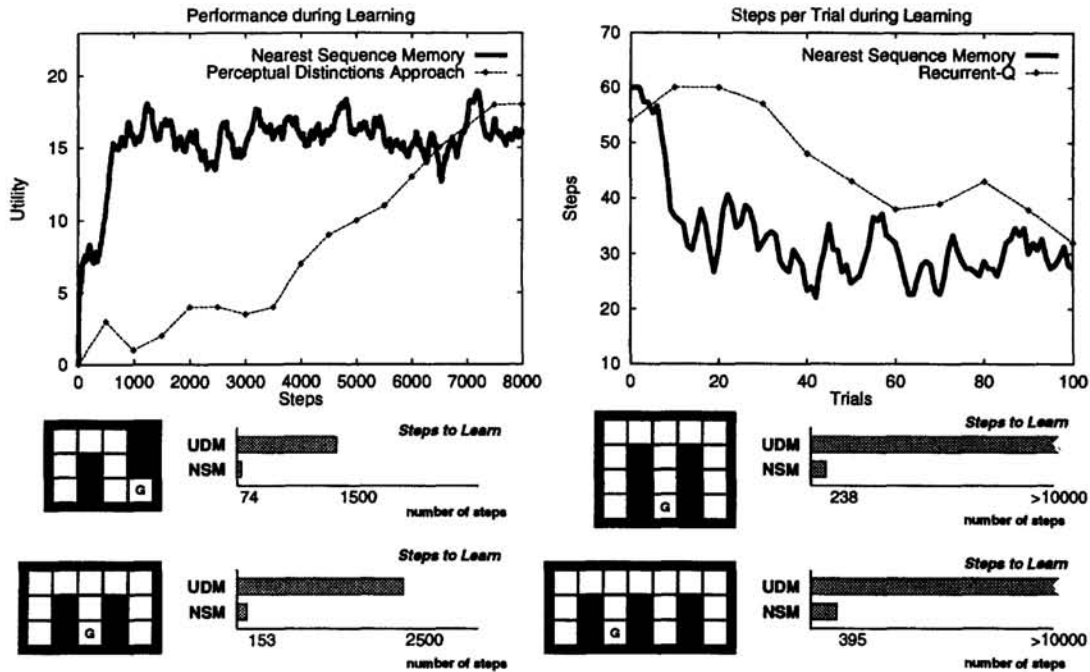 Performance during Learning
Nearest Sequence Memory
Perceptual Distinctions Approach
Utility
20
15
10
5
0
0 1000 2000 3000 4000 5000 6000 7000 8000
Steps
Steps per Trial during Learning
Nearest Sequence Memory
Recurrent-Q
Steps
70
60
50
40
30
20
10
0 20 40 60 80 100
Trials
G
Steps to Learn
UDM
NSM
74 1500
number of steps
G
Steps to Learn
UDM
NSM
238 >10000
number of steps
G
Steps to Learn
UDM
NSM
153 2500
number of steps
G
Steps to Learn
UDM
NSM
395 >10000
number of steps